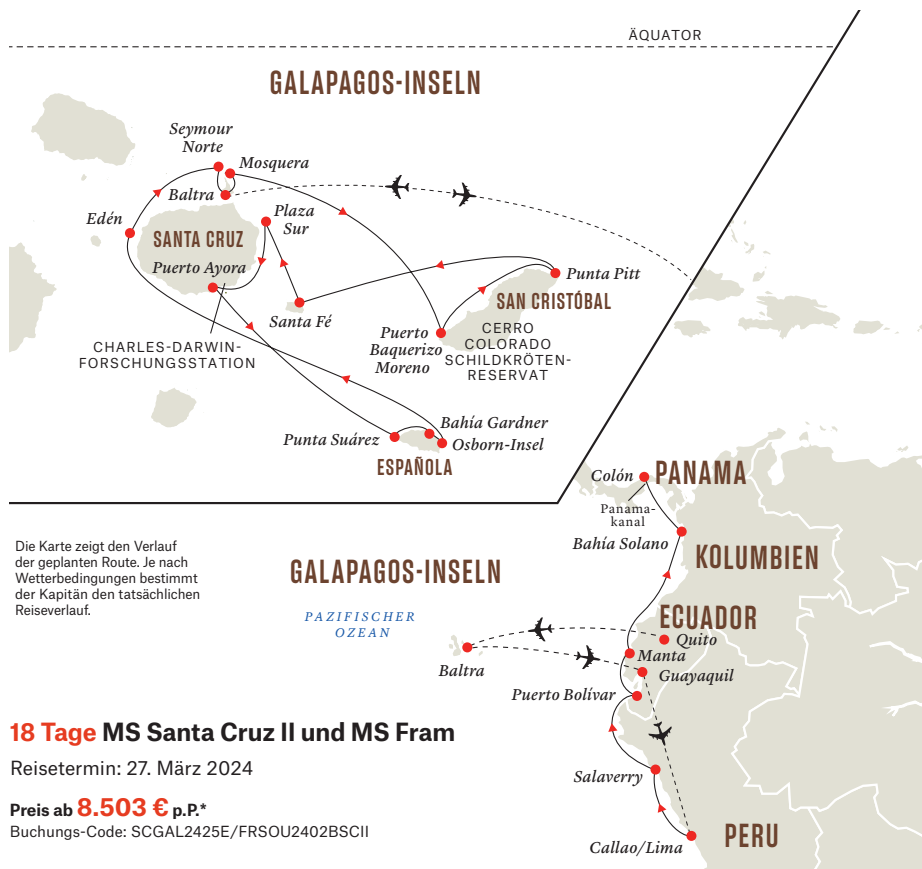 ÄQUATOR
GALAPAGOS-INSELN
Seymour
Norte
Mosquera
Baltra
Edén
Plaza
Sur
SANTA CRUZ
Puerto Ayora
Punta Pitt
SAN CRISTÓBAL
Santa Fé
Puerto
Baquerizo
Moreno
CERRO
COLORADO
SCHILDKRÖTEN-
RESERVAT
CHARLES-DARWIN-
FORSCHUNGSSTATION
Bahía Gardner
Punta Suárez
Osborn-Insel
ESPAÑOLA
Colón
PANAMA
Panama-
kanal
Bahía Solano
KOLUMBIEN
Die Karte zeigt den Verlauf
der geplanten Route. Je nach
Wetterbedingungen bestimmt
der Kapitän den tatsächlichen
Reiseverlauf.
GALAPAGOS-INSELN
PAZIFISCHER
OZEAN
ECUADOR
Quito
Manta
Baltra
Guayaquil
Puerto Bolívar
Salaverry
Callao/Lima
PERU
18 Tage MS Santa Cruz II und MS Fram
Reisetermin: 27. März 2024
Preis ab 8.503 € p.P.*
Buchungs-Code: SCGAL2425E/FRSOU2402BSCII